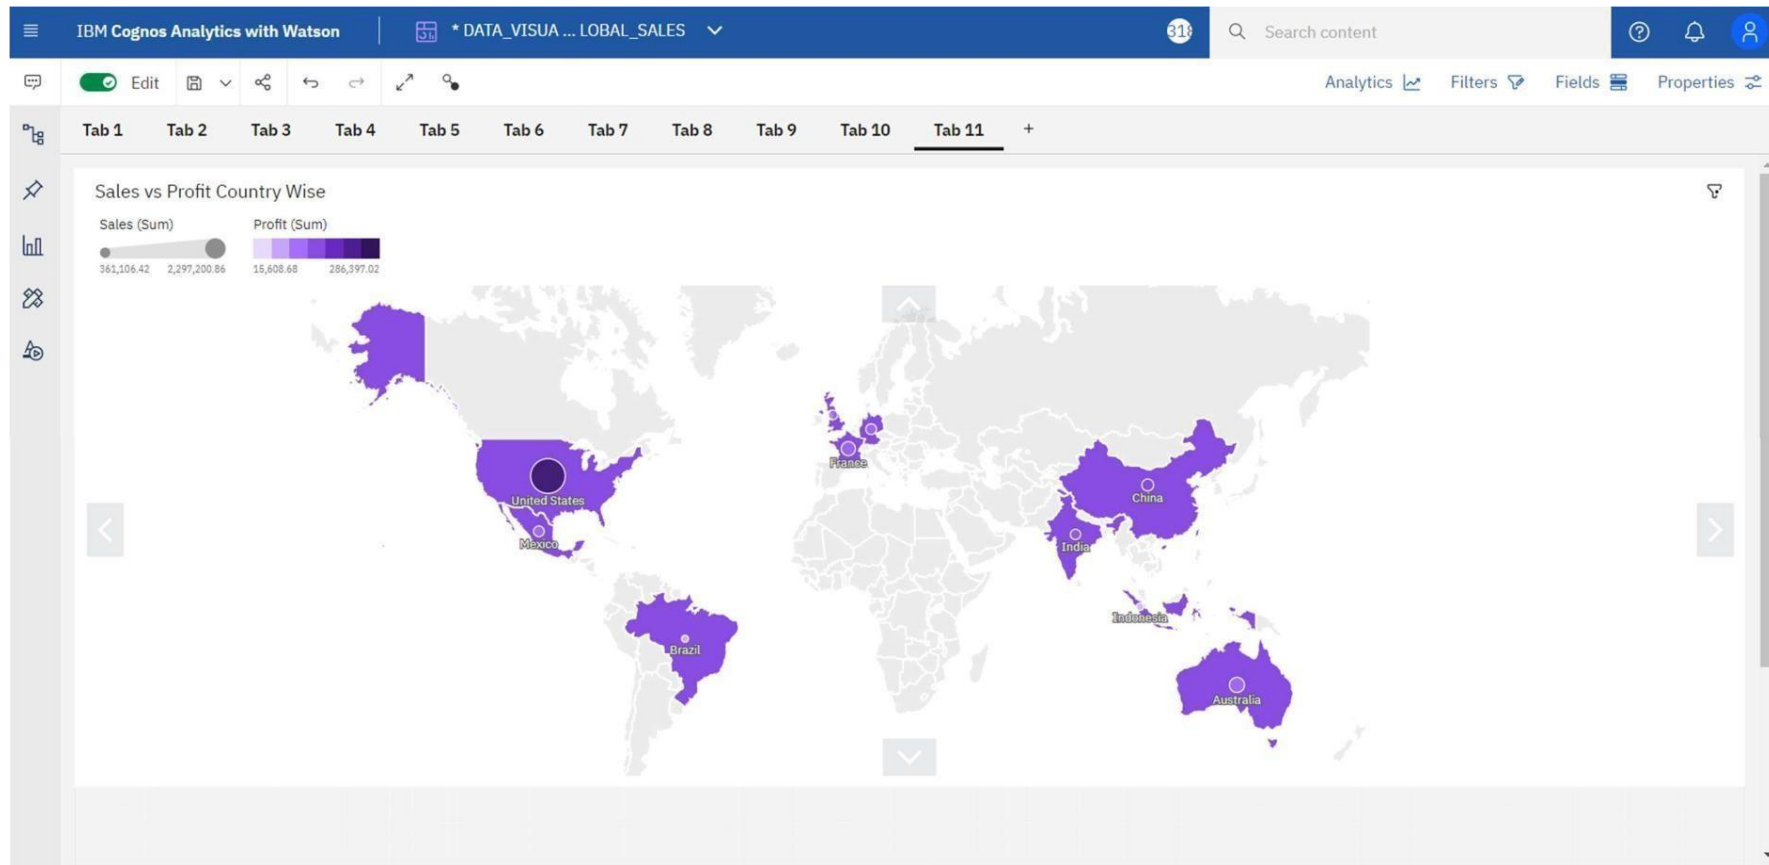 IBM Cognos Analytics with Watson
* DATA_VISUA ... LOBAL_SALES
Search content
Edit
Analytics
Filters
Fields
Properties
Tab 1 Tab 2 Tab 3 Tab 4 Tab 5 Tab 6 Tab 7 Tab 8 Tab 9 Tab 10 Tab 11 +
Sales vs Profit Country Wise
Sales (Sum) Profit (Sum)
361,106.42 2,297,200.86 15,608.68 286,397.02
France
United States
China
Mexico
India
Indonesia
Brazil
Australia